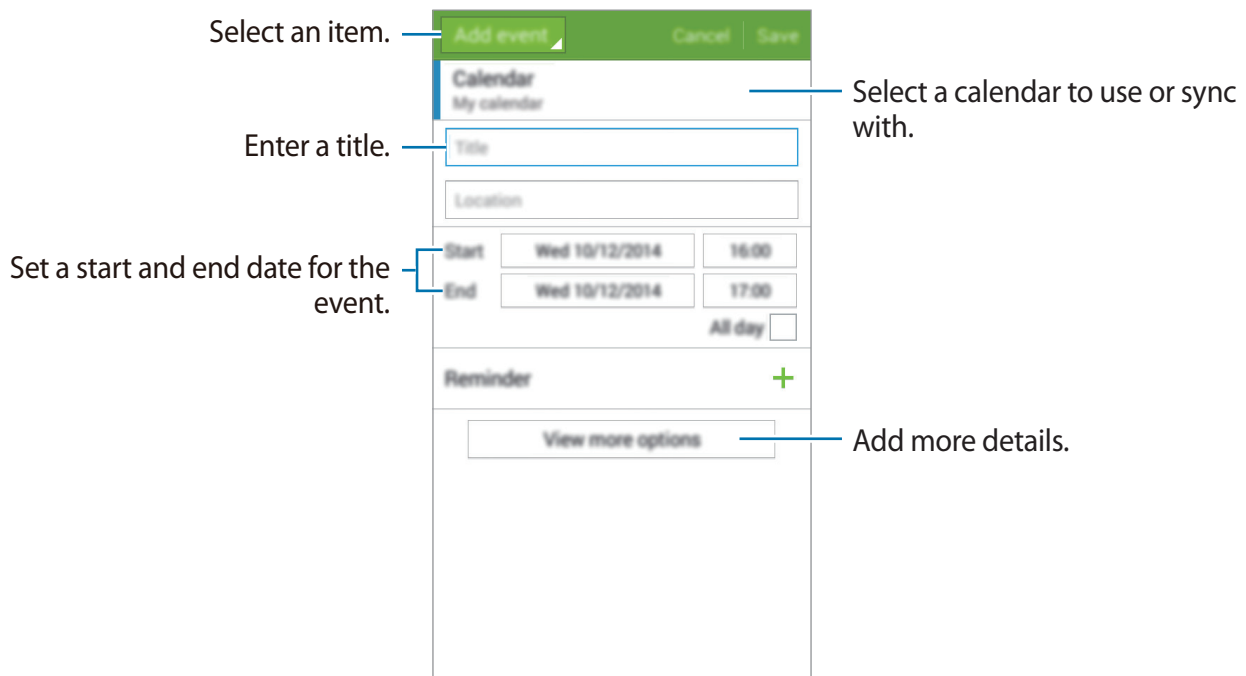 Select an item.
Add event
Cancel
Save
Calendar
My calendar
Select a calendar to use or sync
with.
Enter a title.
Title
Location
Set a start and end date for the
event.
Start
Wed 10/12/2014
16:00
End
Wed 10/12/2014
17:00
All day
Reminder
View more options
Add more details.